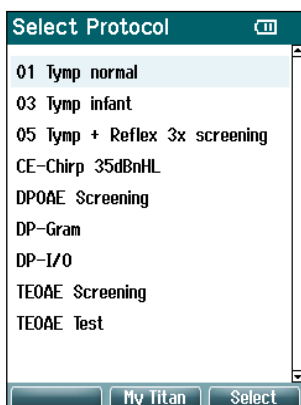 Select Protocol
01 Tymp normal
03 Tymp infant
05 Tymp + Reflex 3x screening
CE-Chirp 35dBnHL
DPOAE Screening
DP-Gram
DP-I/O
TEOAE Screening
TEOAE Test
My Titan Select